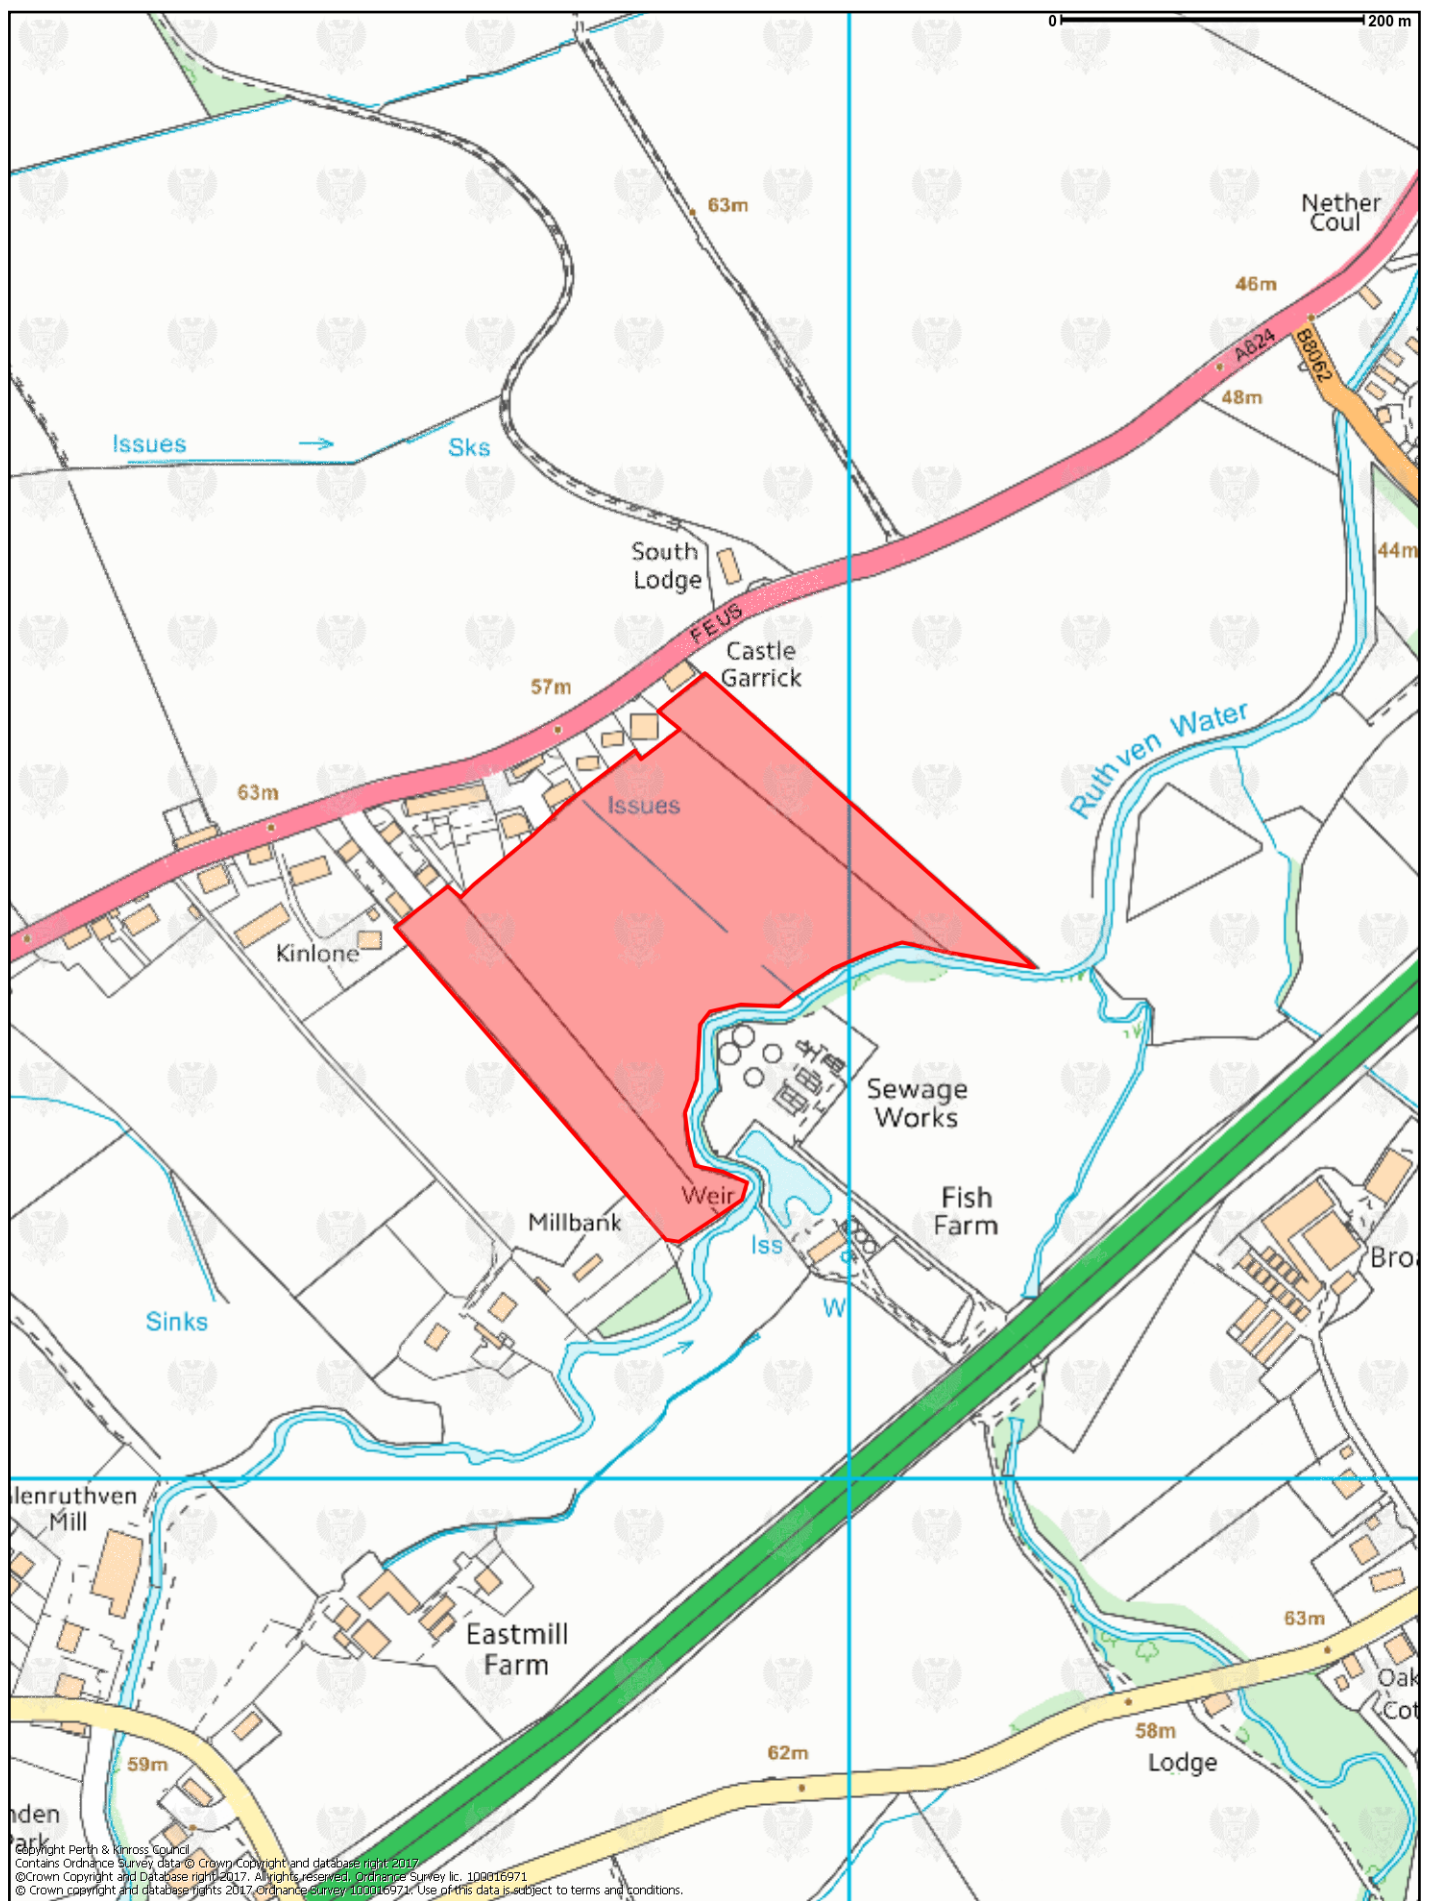 0 200 m
Nether
Coul
63m
46m
A824
B8062
48m
Issues
Sks
44m
South
Lodge
FEUS
Castle
Garrick
57m
Ruthven Water
63m
Issues
Kinlone
Sewage
Works
Weir
Fish
Farm
Millbank
Iss
Broa
W
Sinks
lenruthven
Mill
Eastmill
Farm
63m
Oak
Cot
58m
Lodge
62m
59m
nden
Park
Copyright Perth & Kinross Council
Contains Ordnance Survey data © Crown Copyright and database right 2017
©Crown Copyright and Database right 2017. All rights reserved. Ordnance Survey lic. 100016971
© Crown copyright and database rights 2017 Ordnance Survey 100016971. Use of this data is subject to terms and conditions.